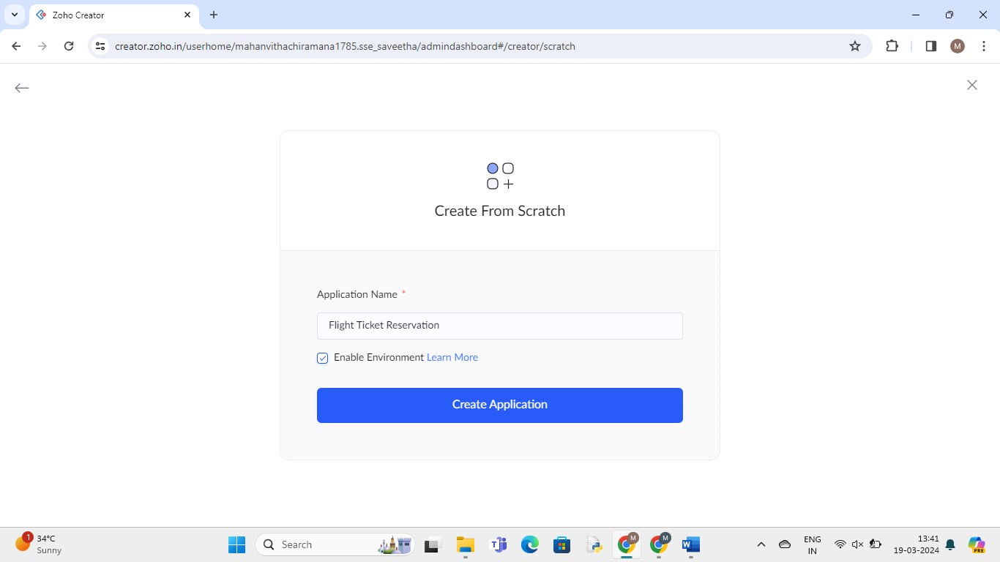 Zoho Creator
creator.zoho.in/userhome/mahanvithachiramana1785.sse_saveetha/admindashboard#/creator/scratch
M
Create From Scratch
Application Name *
Flight Ticket Reservation
Enable Environment Learn More
Create Application
1
34°C
Sunny
Search
M
M
ENG
IN
13:41
19-03-2024
PRE